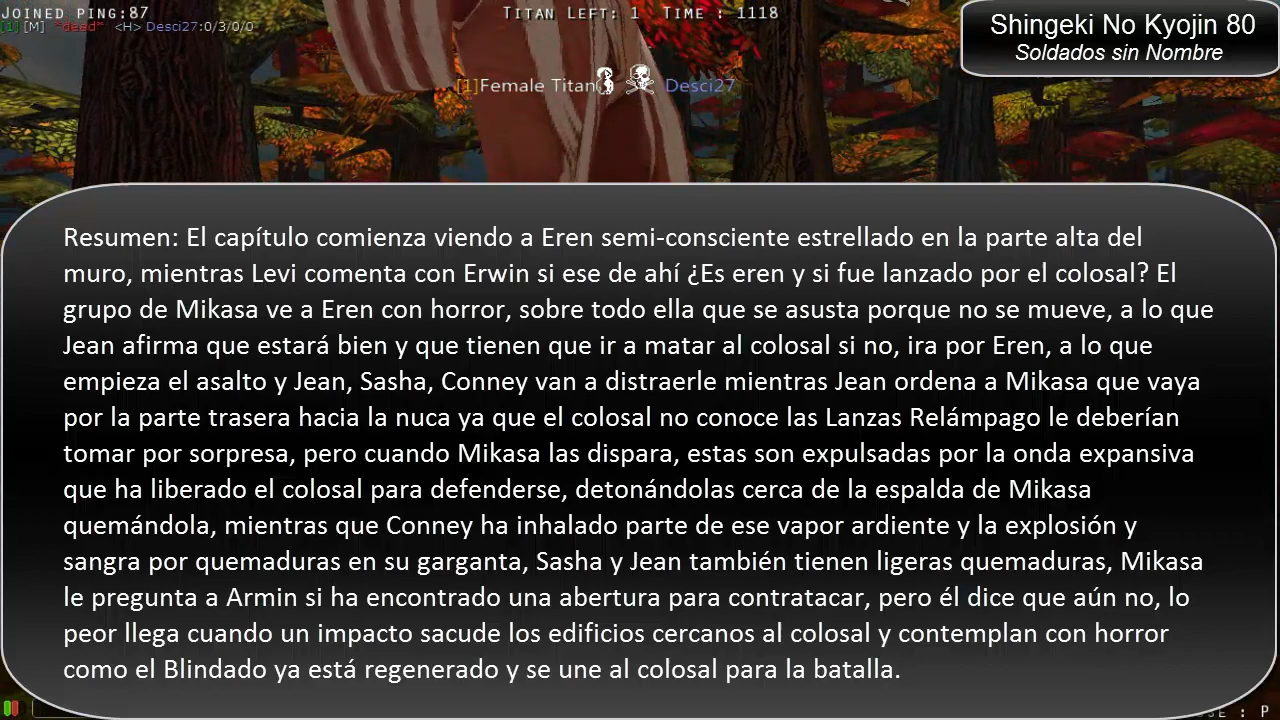 JOINED PING:87
TITAN LEFT: 1 TIME : 1118
Shingeki No Kyojin 80
Soldados sin Nombre
[1][M] *dead* <H> Desci27:0/3/0/0
[1]Female Titan Desci27
Resumen: El capítulo comienza viendo a Eren semi-consciente estrellado en la parte alta del
muro, mientras Levi comenta con Erwin si ese de ahí ¿Es eren y si fue lanzado por el colosal? El
grupo de Mikasa ve a Eren con horror, sobre todo ella que se asusta porque no se mueve, a lo que
Jean afirma que estará bien y que tienen que ir a matar al colosal si no, ira por Eren, a lo que
empieza el asalto y Jean, Sasha, Conney van a distraerle mientras Jean ordena a Mikasa que vaya
por la parte trasera hacia la nuca ya que el colosal no conoce las Lanzas Relámpago le deberían
tomar por sorpresa, pero cuando Mikasa las dispara, estas son expulsadas por la onda expansiva
que ha liberado el colosal para defenderse, detonándolas cerca de la espalda de Mikasa
quemándola, mientras que Conney ha inhalado parte de ese vapor ardiente y la explosión y
sangra por quemaduras en su garganta, Sasha y Jean también tienen ligeras quemaduras, Mikasa
le pregunta a Armin si ha encontrado una abertura para contratacar, pero él dice que aún no, lo
peor llega cuando un impacto sacude los edificios cercanos al colosal y contemplan con horror
como el Blindado ya está regenerado y se une al colosal para la batalla.
: P